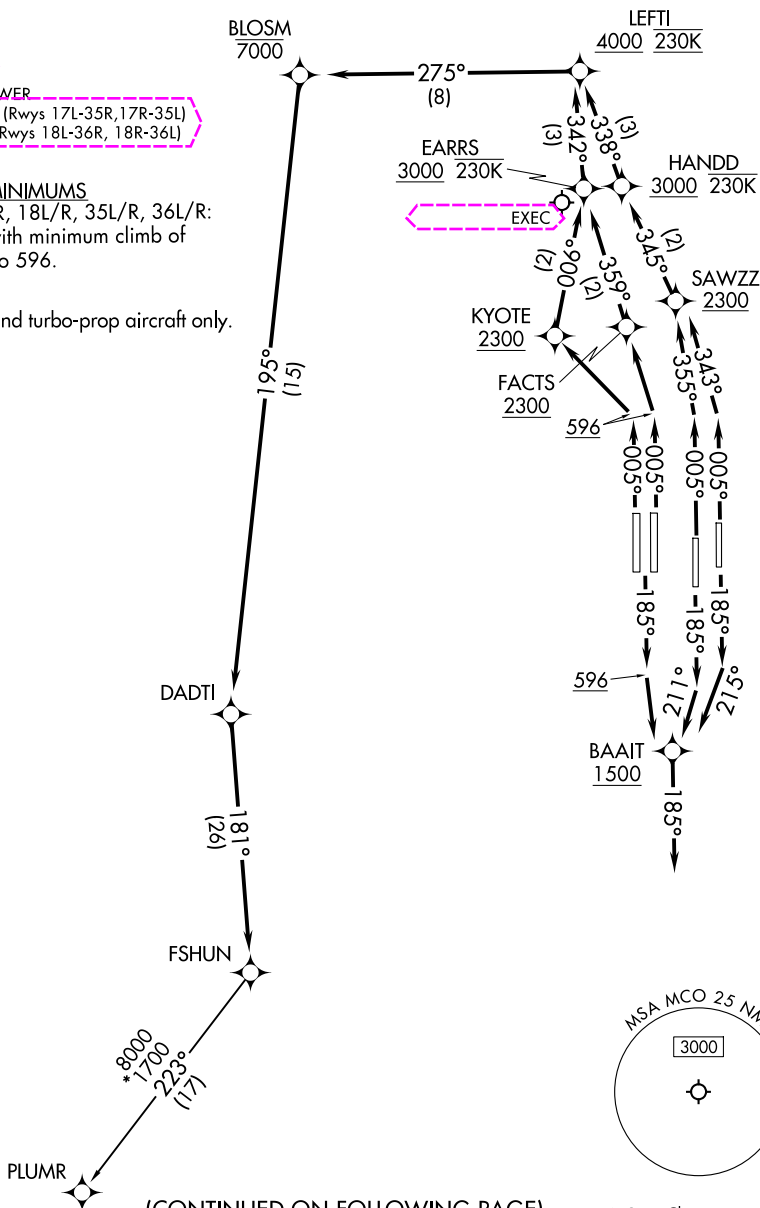 BLOSM
7000
LEFTI
4000 230K
275°
(8)
(Rwys 17L-35R,17R-35L)
Rwys 18L-36R, 18R-36L)
342°
(3)
338°
(3)
EARRS
3000 230K
HANDD
3000 230K
MINIMUMS
R, 18L/R, 35L/R, 36L/R:
with minimum climb of
o 596.
EXEC
006°
(2)
359°
(2)
345°
(2)
SAWZZ
2300
nd turbo-prop aircraft only.
KYOTE
2300
FACTS
2300
355°
343°
195°
(15)
596
005°
005°
005°
005°
185°
185°
185°
596
211°
215°
DADTI
BAAIT
1500
185°
181°
(26)
FSHUN
MSA MCO 25 NM
3000
*8000
1700
223°
(17)
PLUMR
(CONTINUED ON FOLLOWING PAGE)